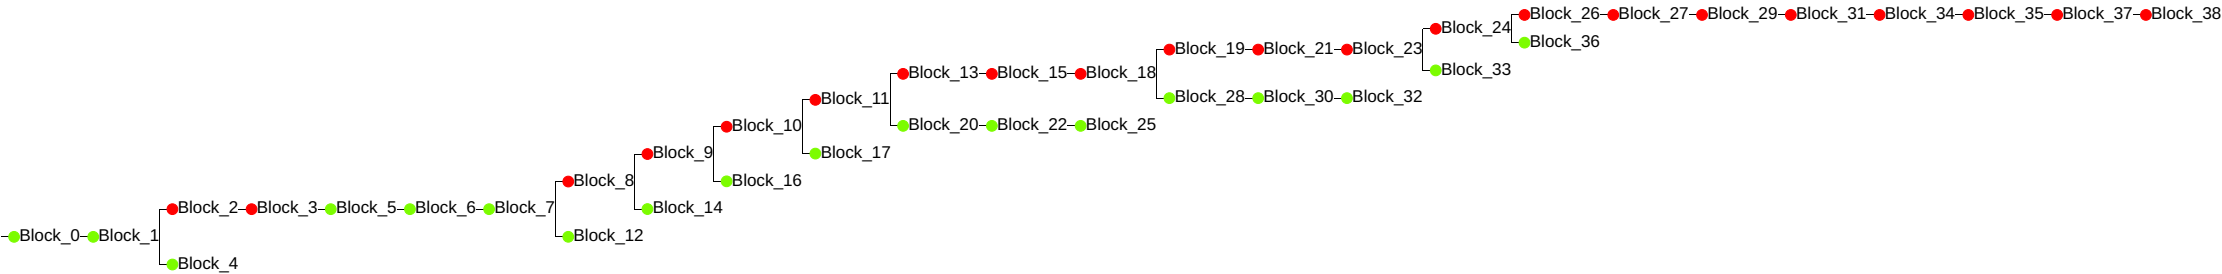 Block_26 Block_27 Block_29 Block_31 Block_34 Block_35 Block_37 Block_38
Block_24
Block_36
Block_19 Block_21 Block_23
Block_33
Block_13 Block_15 Block_18
Block_28 Block_30 Block_32
Block_11
Block_20 Block_22 Block_25
Block_10
Block_17
Block_9
Block_8
Block_16
Block_2 Block_3 Block_5 Block_6 Block_7
Block_14
Block_0 Block_1
Block_12
Block_4